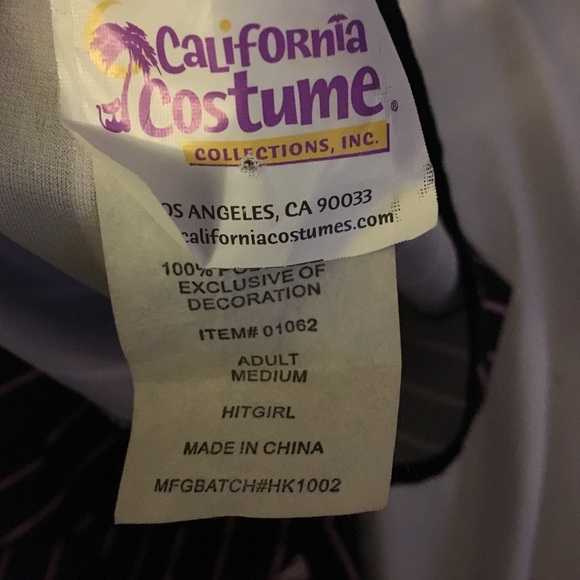 California
Costume®
COLLECTIONS, INC.
OS ANGELES, CA 90033
californiacostumes.com
100%
EXCLUSIVE OF
DECORATION
ITEM# 01062
ADULT
MEDIUM
HITGIRL
MADE IN CHINA
MFGBATCH#HK1002